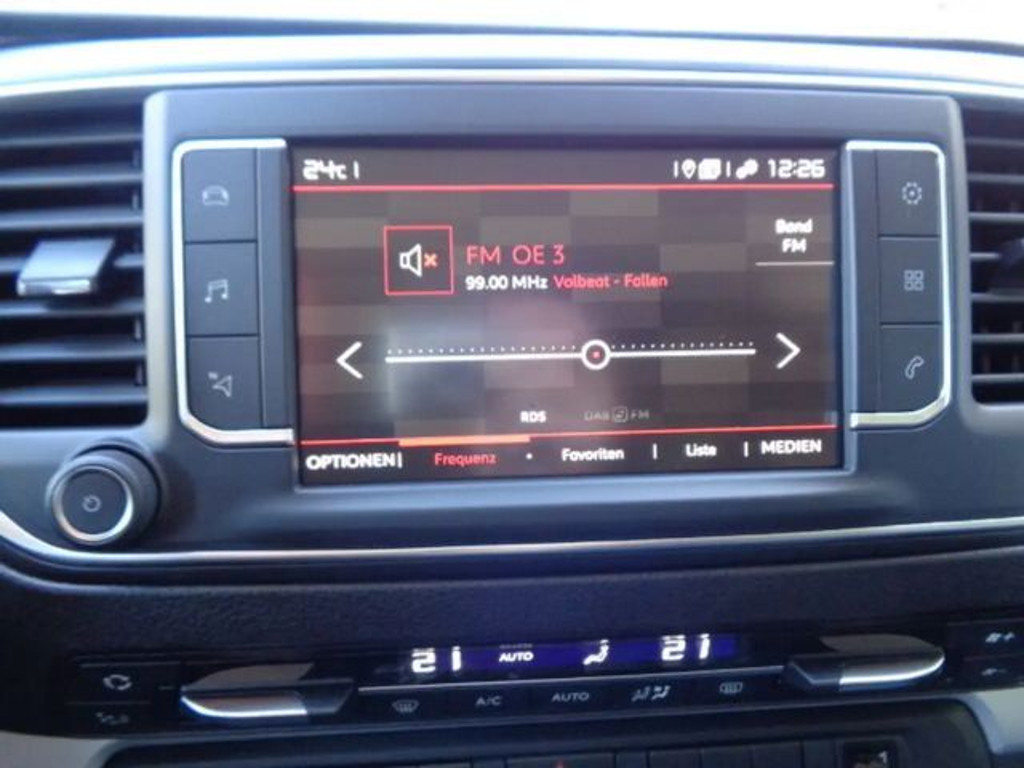 24°C
12:26
Band
FM
FM OE 3
99.00 MHz Volbeat - Fallen
RDS DAB FM
OPTIONEN Frequenz Favoriten Liste MEDIEN
21 AUTO 21
A/C AUTO